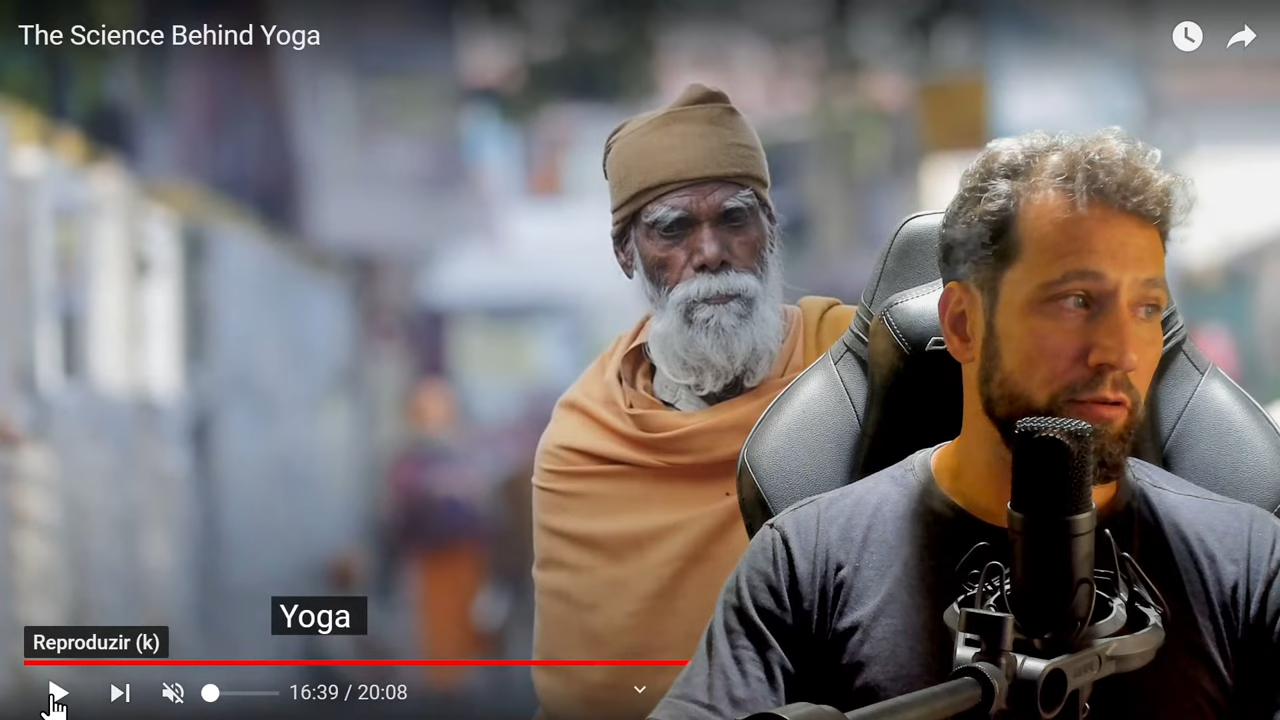 The Science Behind Yoga
Yoga
Reproduzir (k)
16:39 / 20:08